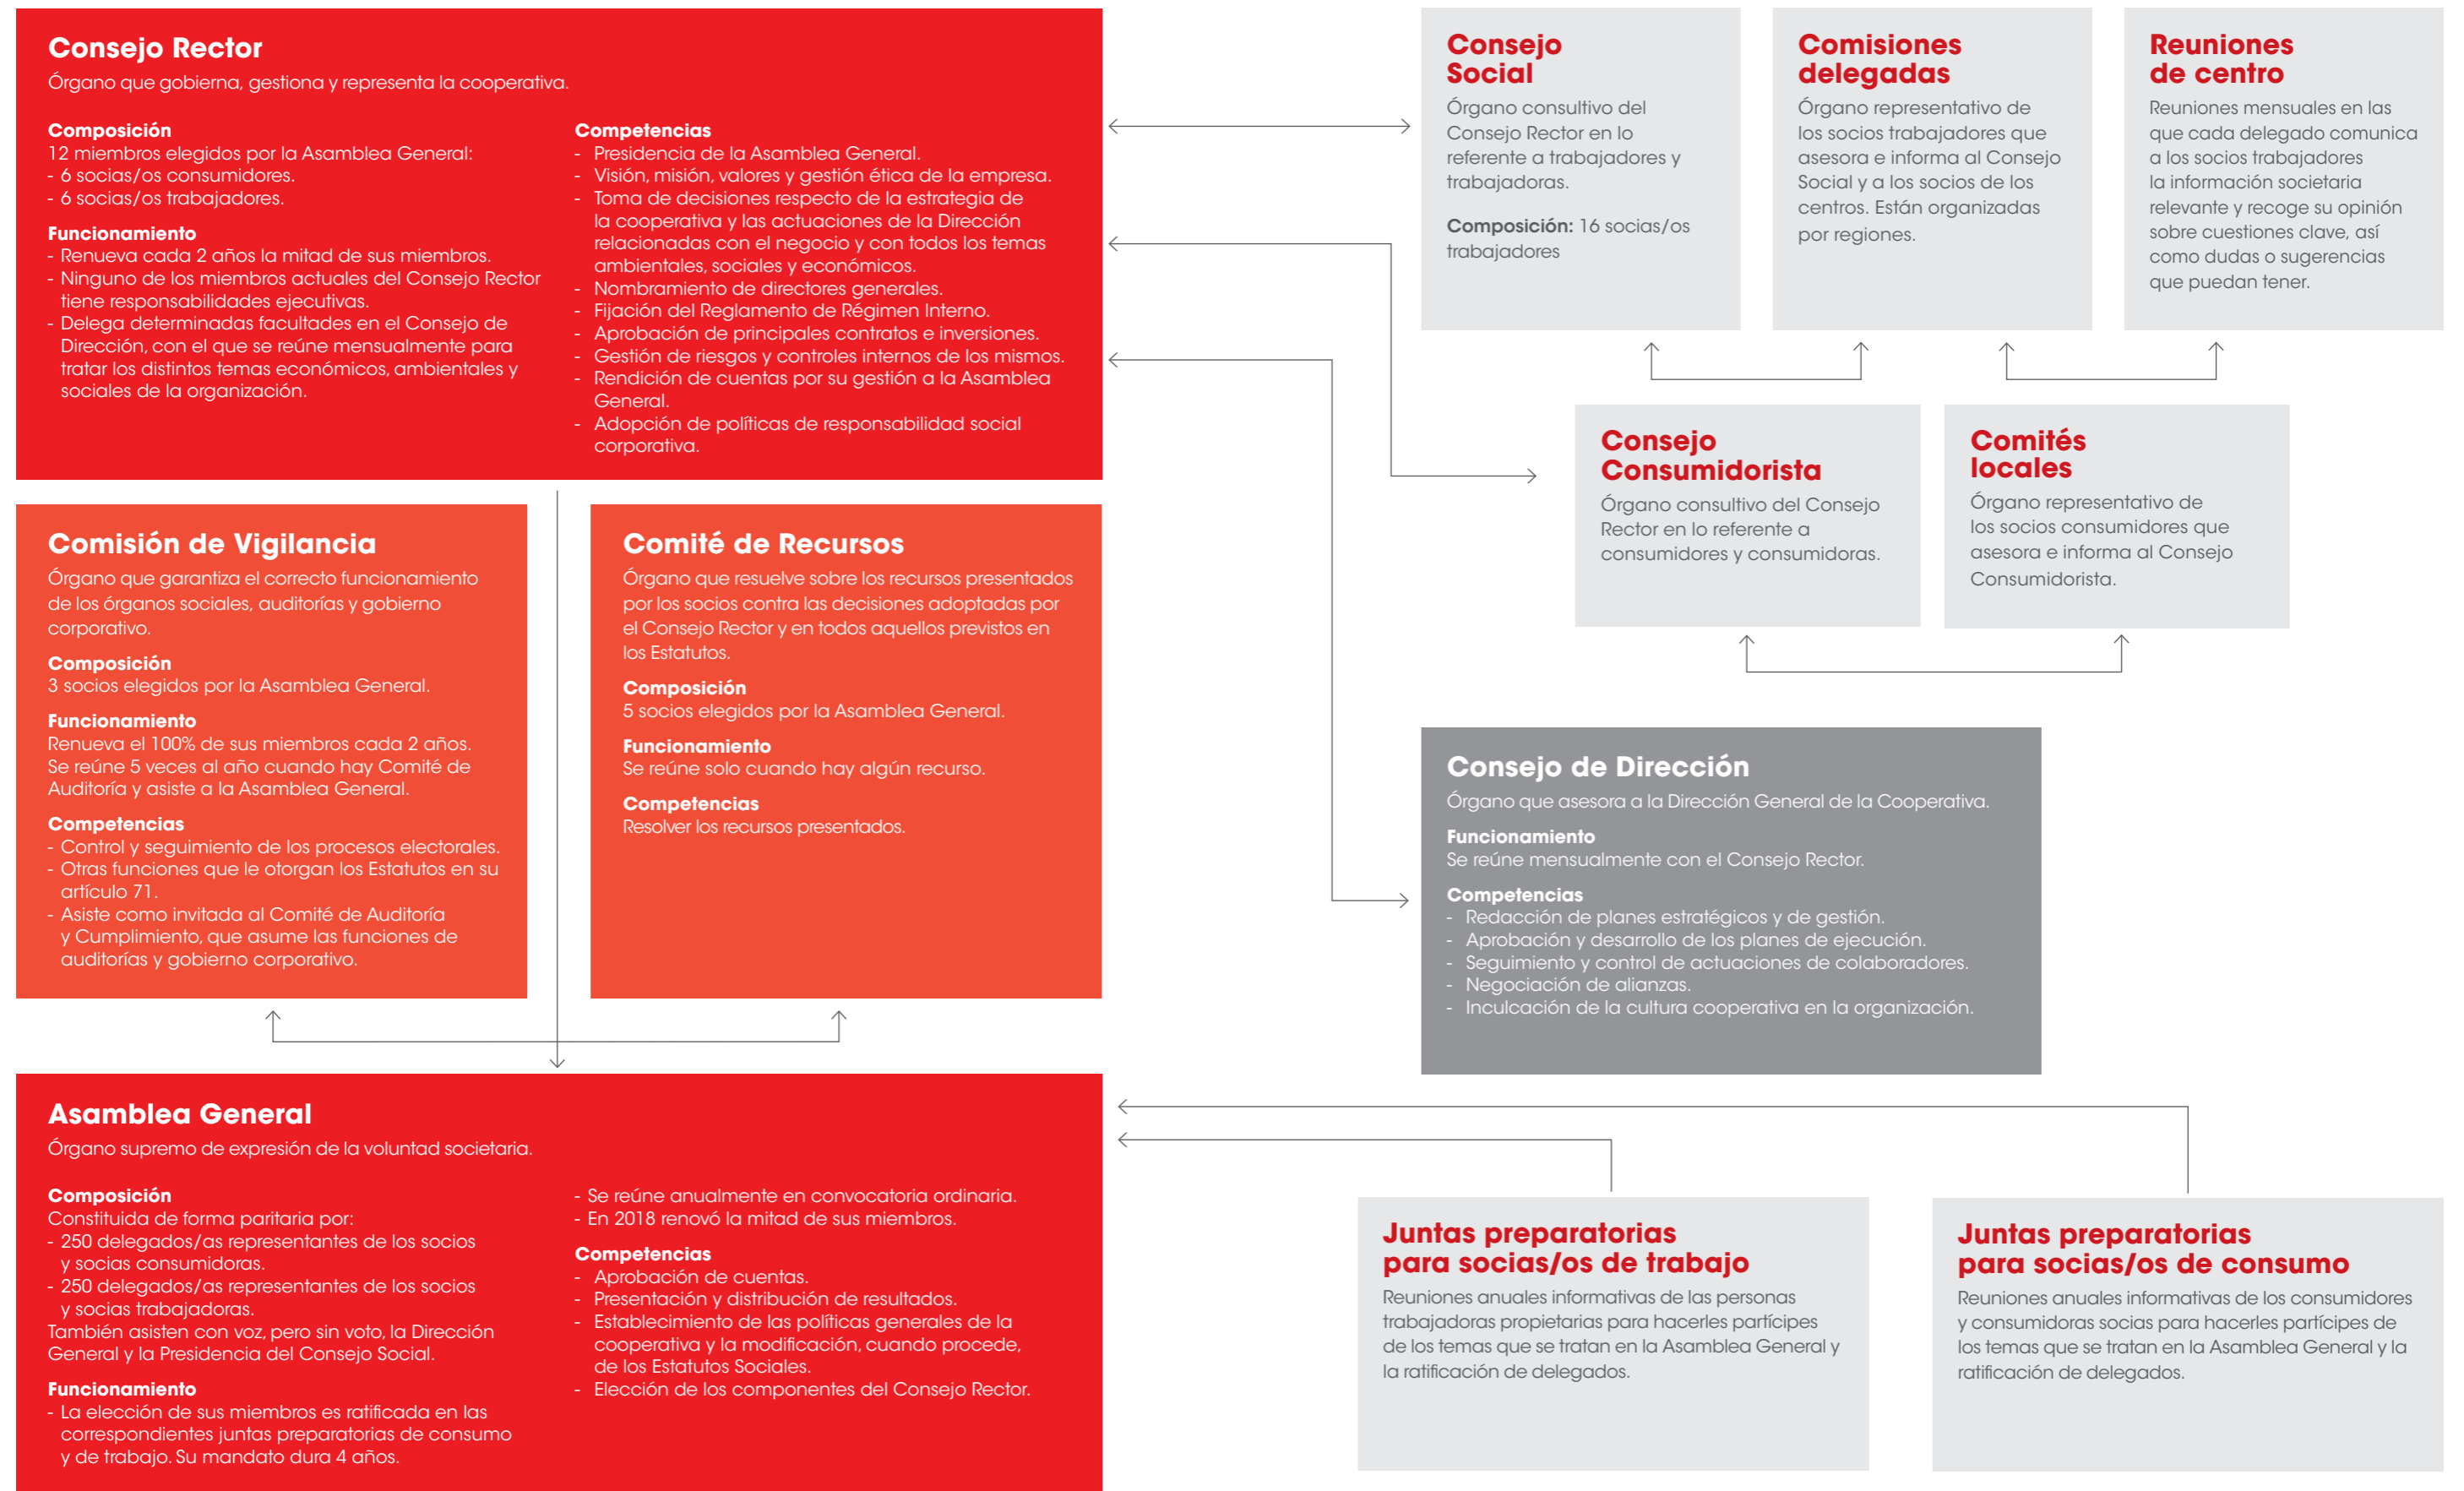 Consejo Rector
Órgano que gobierna, gestiona y representa la cooperativa.
Composición
12 miembros elegidos por la Asamblea General:
- 6 socias/os consumidores.
- 6 socias/os trabajadores.
Funcionamiento
- Renueva cada 2 años la mitad de sus miembros.
- Ninguno de los miembros actuales del Consejo Rector
tiene responsabilidades ejecutivas.
- Delega determinadas facultades en el Consejo de
Dirección, con el que se reúne mensualmente para
tratar los distintos temas económicos, ambientales y
sociales de la organización.
Competencias
- Presidencia de la Asamblea General.
- Visión, misión, valores y gestión ética de la empresa.
- Toma de decisiones respecto de la estrategia de
la cooperativa y las actuaciones de la Dirección
relacionadas con el negocio y con todos los temas
ambientales, sociales y económicos.
- Nombramiento de directores generales.
- Fijación del Reglamento de Régimen Interno.
- Aprobación de principales contratos e inversiones.
- Gestión de riesgos y controles internos de los mismos.
- Rendición de cuentas por su gestión a la Asamblea
General.
- Adopción de políticas de responsabilidad social
corporativa.
Consejo
Social
Órgano consultivo del
Consejo Rector en lo
referente a trabajadores y
trabajadoras.
Composición: 16 socias/os
trabajadores
Comisiones
delegadas
Órgano representativo de
los socios trabajadores que
asesora e informa al Consejo
Social y a los socios de los
centros. Están organizadas
por regiones.
Reuniones
de centro
Reuniones mensuales en las
que cada delegado comunica
a los socios trabajadores
la información societaria
relevante y recoge su opinión
sobre cuestiones clave, así
como dudas o sugerencias
que puedan tener.
Consejo
Consumidorista
Órgano consultivo del Consejo
Rector en lo referente a
consumidores y consumidoras.
Comités
locales
Órgano representativo de
los socios consumidores que
asesora e informa al Consejo
Consumidorista.
Comisión de Vigilancia
Órgano que garantiza el correcto funcionamiento
de los órganos sociales, auditorías y gobierno
corporativo.
Composición
3 socios elegidos por la Asamblea General.
Funcionamiento
Renueva el 100% de sus miembros cada 2 años.
Se reúne 5 veces al año cuando hay Comité de
Auditoría y asiste a la Asamblea General.
Competencias
- Control y seguimiento de los procesos electorales.
- Otras funciones que le otorgan los Estatutos en su
artículo 71.
- Asiste como invitada al Comité de Auditoría
y Cumplimiento, que asume las funciones de
auditorías y gobierno corporativo.
Comité de Recursos
Órgano que resuelve sobre los recursos presentados
por los socios contra las decisiones adoptadas por
el Consejo Rector y en todos aquellos previstos en
los Estatutos.
Composición
5 socios elegidos por la Asamblea General.
Funcionamiento
Se reúne solo cuando hay algún recurso.
Competencias
Resolver los recursos presentados.
Consejo de Dirección
Órgano que asesora a la Dirección General de la Cooperativa.
Funcionamiento
Se reúne mensualmente con el Consejo Rector.
Competencias
- Redacción de planes estratégicos y de gestión.
- Aprobación y desarrollo de los planes de ejecución.
- Seguimiento y control de actuaciones de colaboradores.
- Negociación de alianzas.
- Inculcación de la cultura cooperativa en la organización.
Asamblea General
Órgano supremo de expresión de la voluntad societaria.
Composición
Constituida de forma paritaria por:
- 250 delegados/as representantes de los socios
y socias consumidoras.
- 250 delegados/as representantes de los socios
y socias trabajadoras.
También asisten con voz, pero sin voto, la Dirección
General y la Presidencia del Consejo Social.
Funcionamiento
- La elección de sus miembros es ratificada en las
correspondientes juntas preparatorias de consumo
y de trabajo. Su mandato dura 4 años.
- Se reúne anualmente en convocatoria ordinaria.
- En 2018 renovó la mitad de sus miembros.
Competencias
- Aprobación de cuentas.
- Presentación y distribución de resultados.
- Establecimiento de las políticas generales de la
cooperativa y la modificación, cuando procede,
de los Estatutos Sociales.
- Elección de los componentes del Consejo Rector.
Juntas preparatorias
para socias/os de trabajo
Reuniones anuales informativas de las personas
trabajadoras propietarias para hacerles partícipes
de los temas que se tratan en la Asamblea General y
la ratificación de delegados.
Juntas preparatorias
para socias/os de consumo
Reuniones anuales informativas de los consumidores
y consumidoras socias para hacerles partícipes de
los temas que se tratan en la Asamblea General y la
ratificación de delegados.